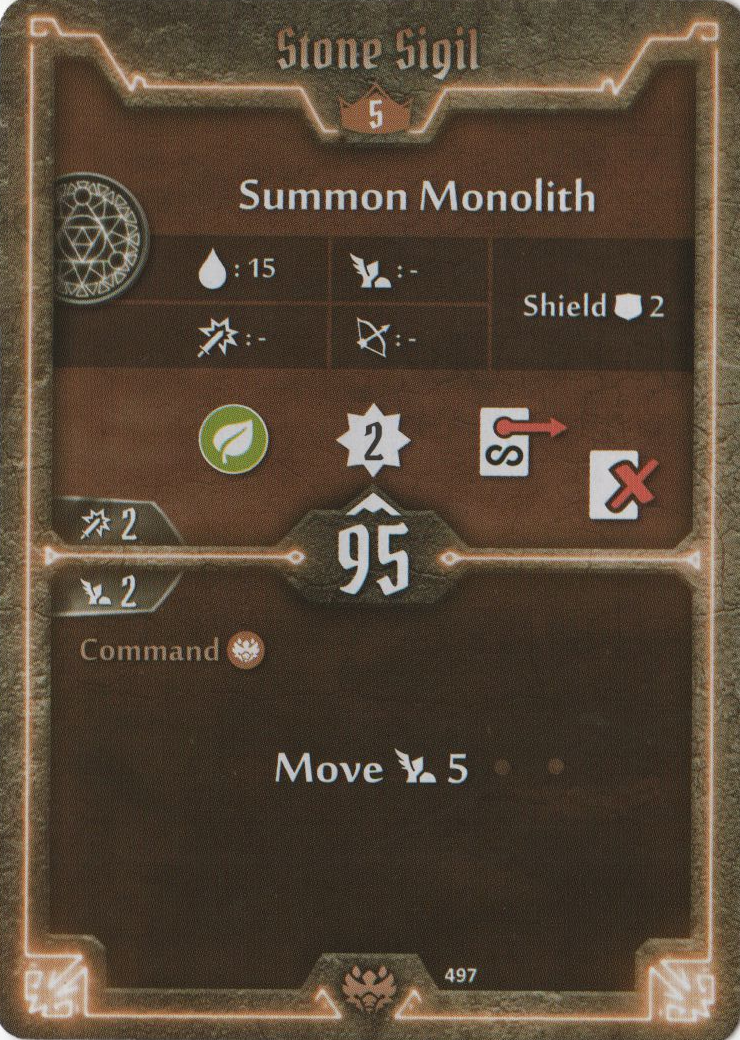 Stone Sigil
5
Summon Monolith
: 15 : -
Shield 2
: - : -
2
2
95
2
Command
Move 5
497